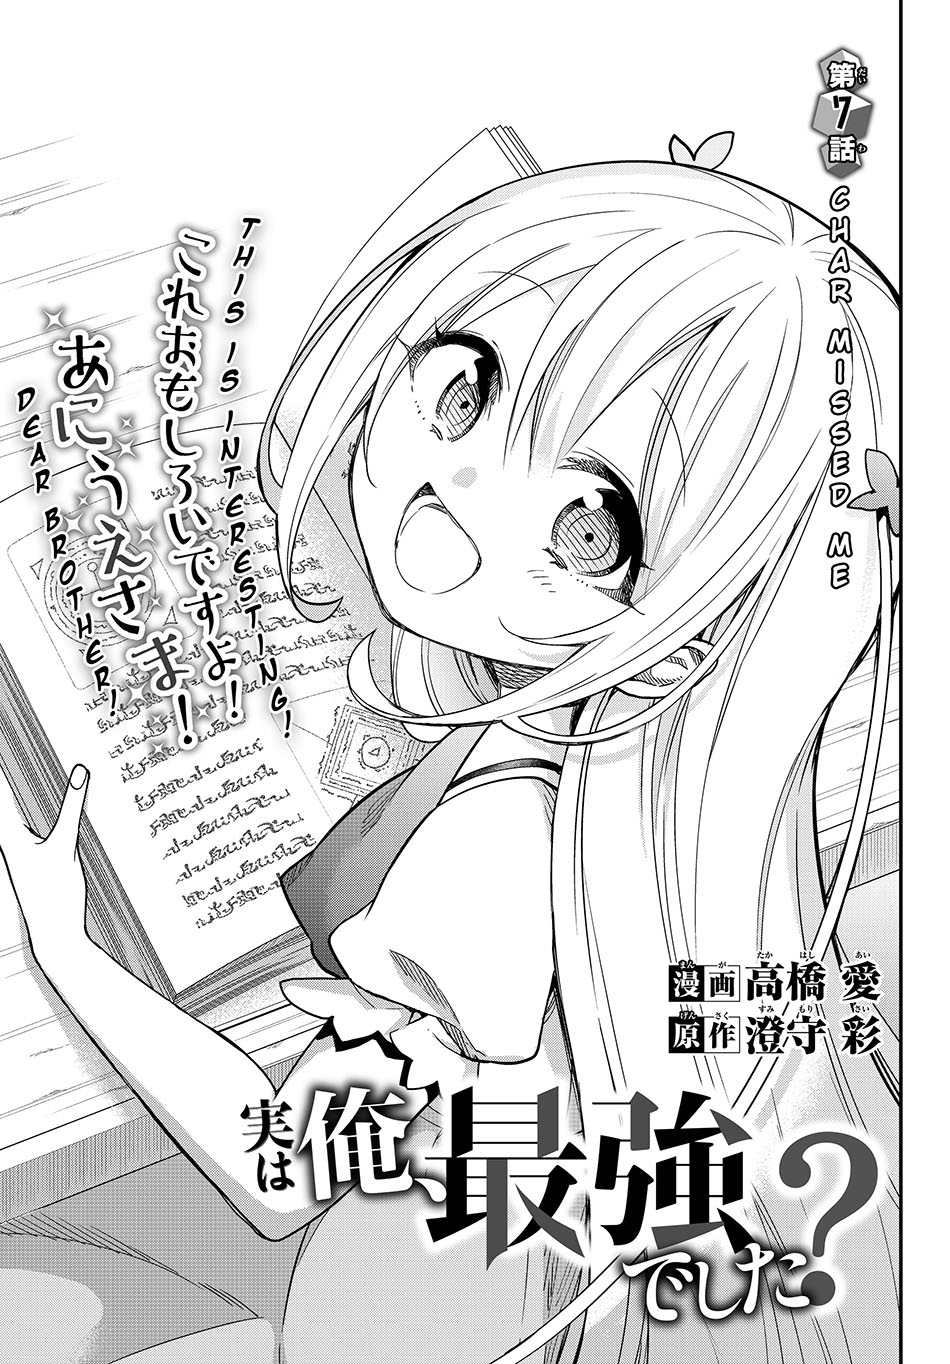 第7話
CHAR MISSED ME
THIS IS INTERESTING!
これおもしろいですよ!
あにうえさま!
DEAR BROTHER,!
漫画 高橋 愛
原作 澄守 彩
実は俺、最強でした?